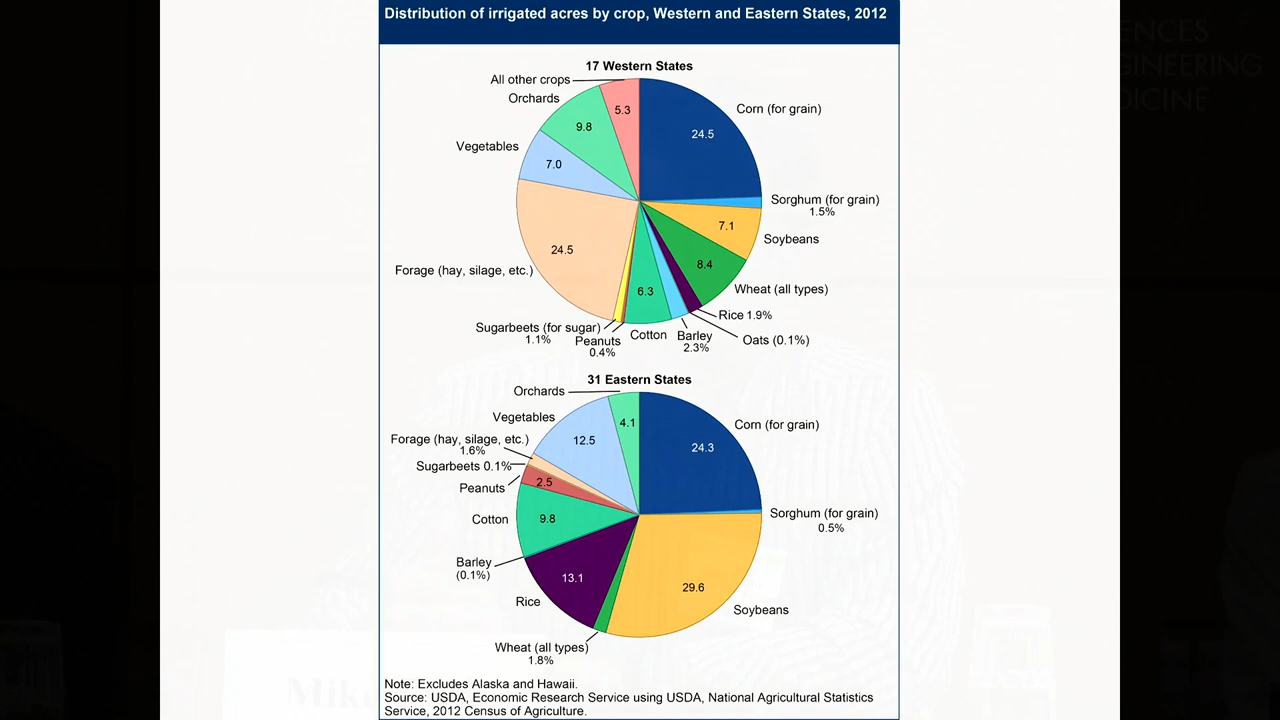 Distribution of irrigated acres by crop, Western and Eastern States, 2012
ENCES
GINEERING
DICINE
17 Western States
All other crops
5.3
Orchards
9.8
Corn (for grain)
24.5
Vegetables
7.0
Sorghum (for grain)
1.5%
7.1
Soybeans
24.5
Forage (hay, silage, etc.)
8.4
Wheat (all types)
6.3
Rice 1.9%
Sugarbeets (for sugar)
1.1%
Peanuts
0.4%
Cotton
Barley
2.3%
Oats (0.1%)
31 Eastern States
Orchards
4.1
Vegetables
12.5
Corn (for grain)
24.3
Forage (hay, silage, etc.)
1.6%
Sugarbeets 0.1%
Peanuts
2.5
Cotton
9.8
Sorghum (for grain)
0.5%
Barley
(0.1%)
13.1
Rice
29.6
Soybeans
Wheat (all types)
1.8%
Note: Excludes Alaska and Hawaii.
Source: USDA, Economic Research Service using USDA, National Agricultural Statistics
Service, 2012 Census of Agriculture.